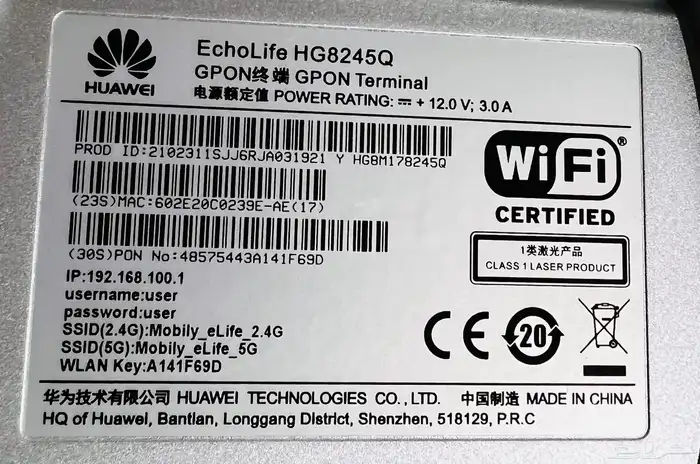 HUAWEI
EchoLife HG8245Q
GPON终端 GPON Terminal
电源额定值 POWER RATING: ⎓ + 12.0 V; 3.0 A
PROD ID:2102311SJJ6RJA031921 Y HG8M178245Q
(23S)MAC:602E20C0239E-AE(17)
(30S)PON No:48575443A141F69D
IP:192.168.100.1
username:user
password:user
SSID(2.4G):Mobily_eLife_2.4G
SSID(5G):Mobily_eLife_5G
WLAN Key:A141F69D
Wi Fi ®
CERTIFIED
1类激光产品
CLASS 1 LASER PRODUCT
CE 20
华为技术有限公司 HUAWEI TECHNOLOGIES CO., LTD. 中国制造 MADE IN CHINA
HQ of Huawei, Bantian, Longgang District, Shenzhen, 518129, P.R.C